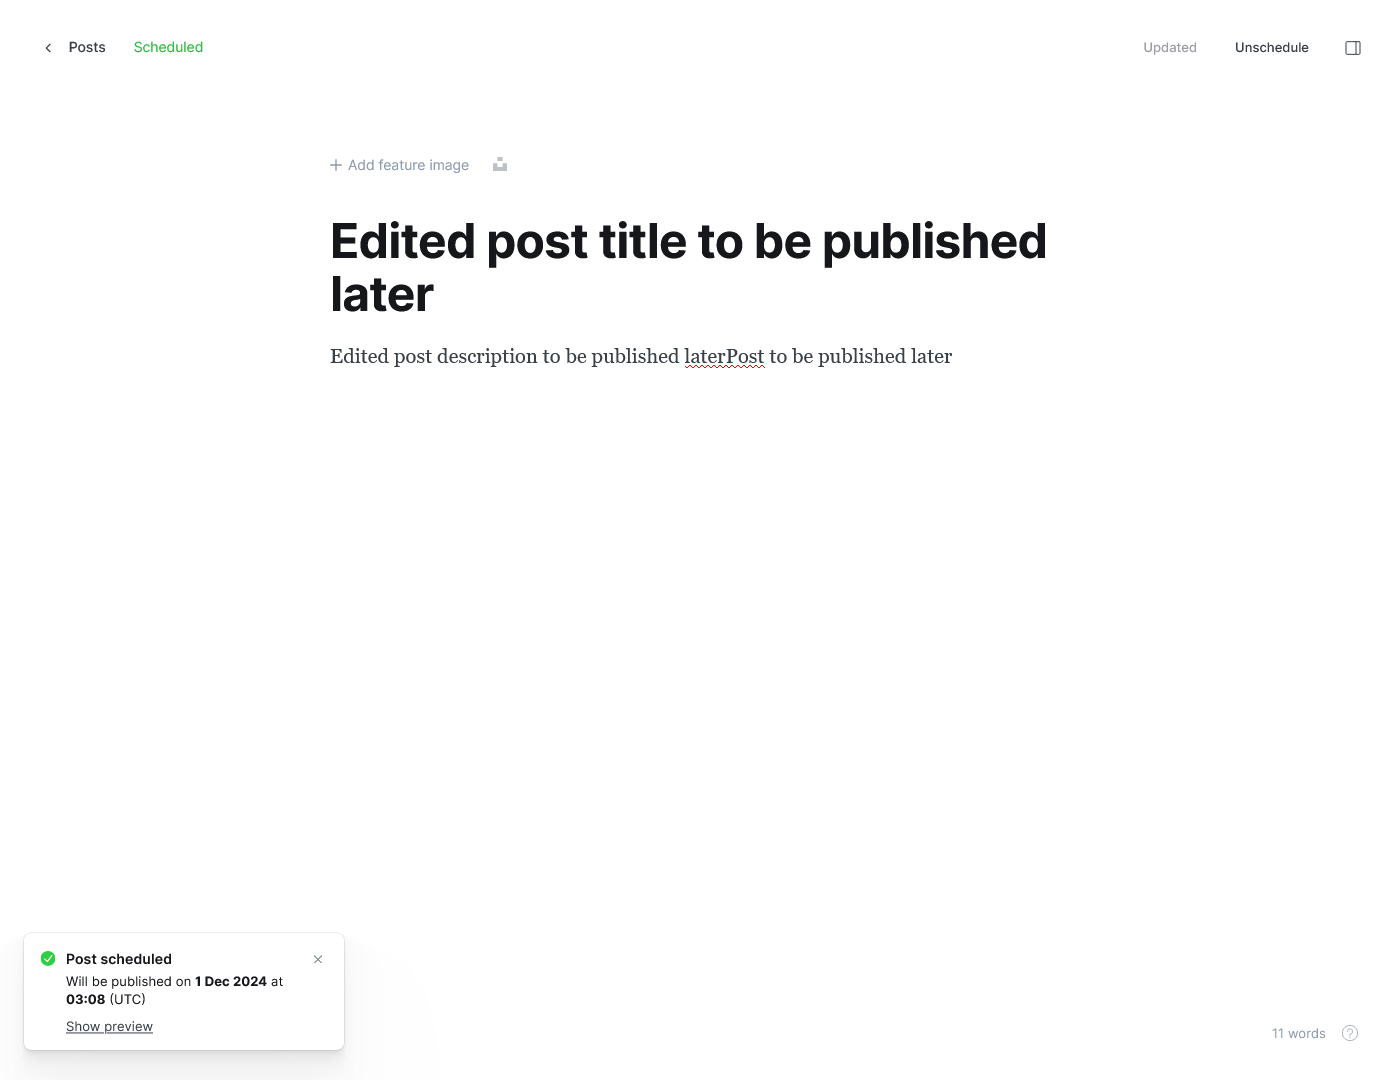 Posts Scheduled Updated Unschedule
Add feature image
Edited post title to be published
later
Edited post description to be published laterPost to be published later
Post scheduled
Will be published on 1 Dec 2024 at
03:08 (UTC)
Show preview
11 words